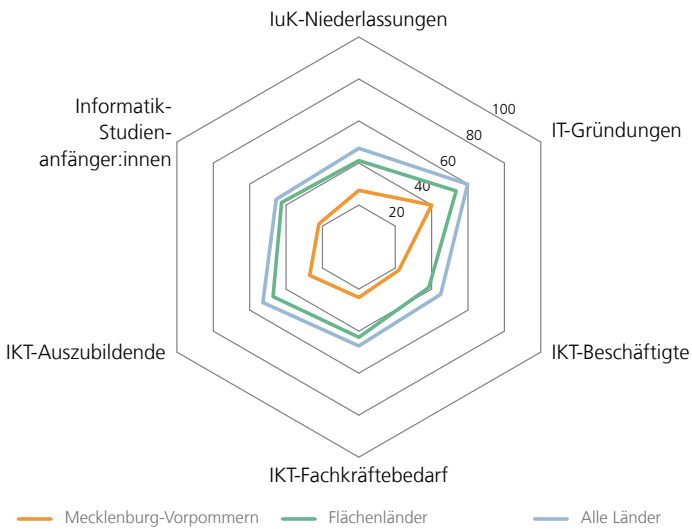 IuK-Niederlassungen
100
80
60
40
20
IT-Gründungen
IKT-Beschäftigte
IKT-Fachkräftebedarf
IKT-Auszubildende
Informatik-
Studien-
anfänger:innen
Mecklenburg-Vorpommern
Flächenländer
Alle Länder